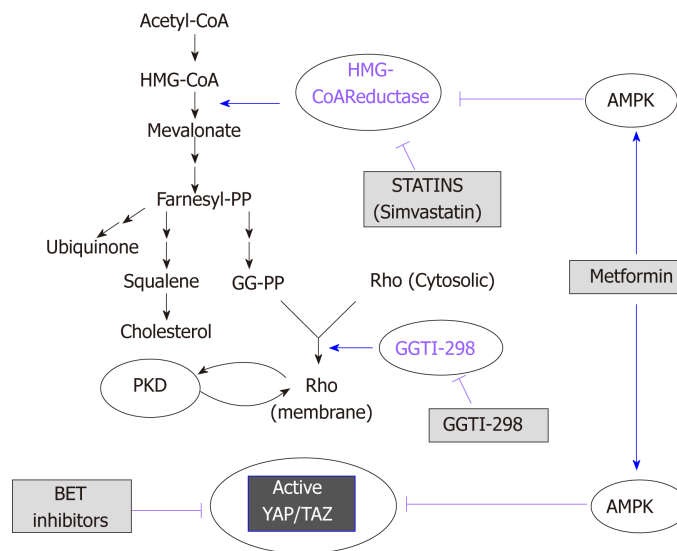 Acetyl-CoA
HMG-CoA
HMG-
CoAReductase
AMPK
Mevalonate
STATINS
(Simvastatin)
Farnesyl-PP
Ubiquinone
Squalene
GG-PP
Rho (Cytosolic)
Metformin
Cholesterol
GGTI-298
PKD
Rho
(membrane)
GGTI-298
BET
inhibitors
Active
YAP/TAZ
AMPK